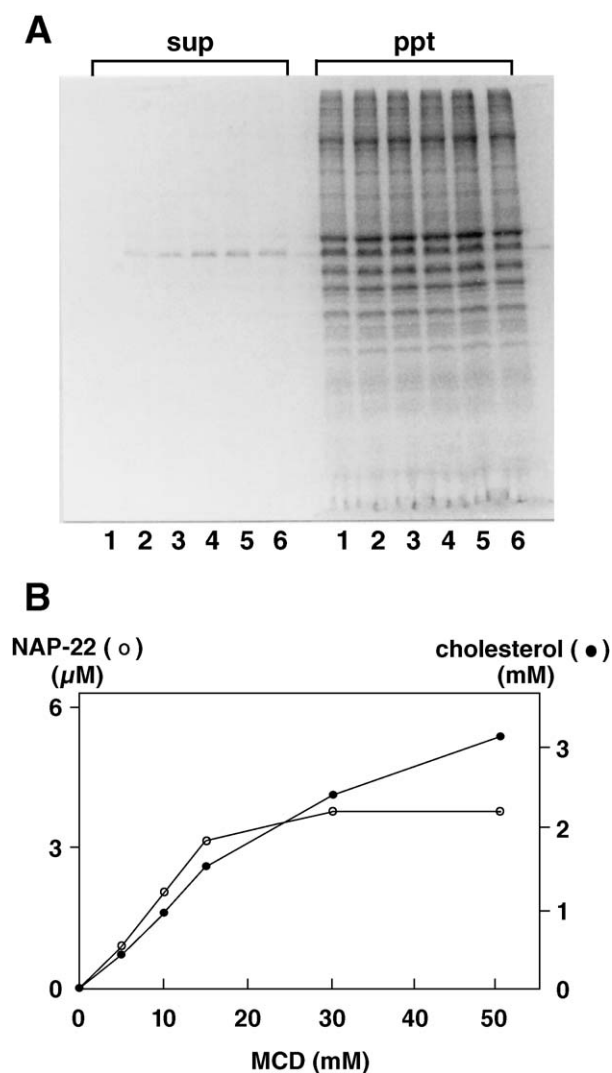 A
sup ppt
1 2 3 4 5 6 1 2 3 4 5 6
B
NAP-22 ( o ) cholesterol ( ● )
(µM) (mM)
6
3
3
2
1
0 0
0 10 20 30 40 50
MCD (mM)